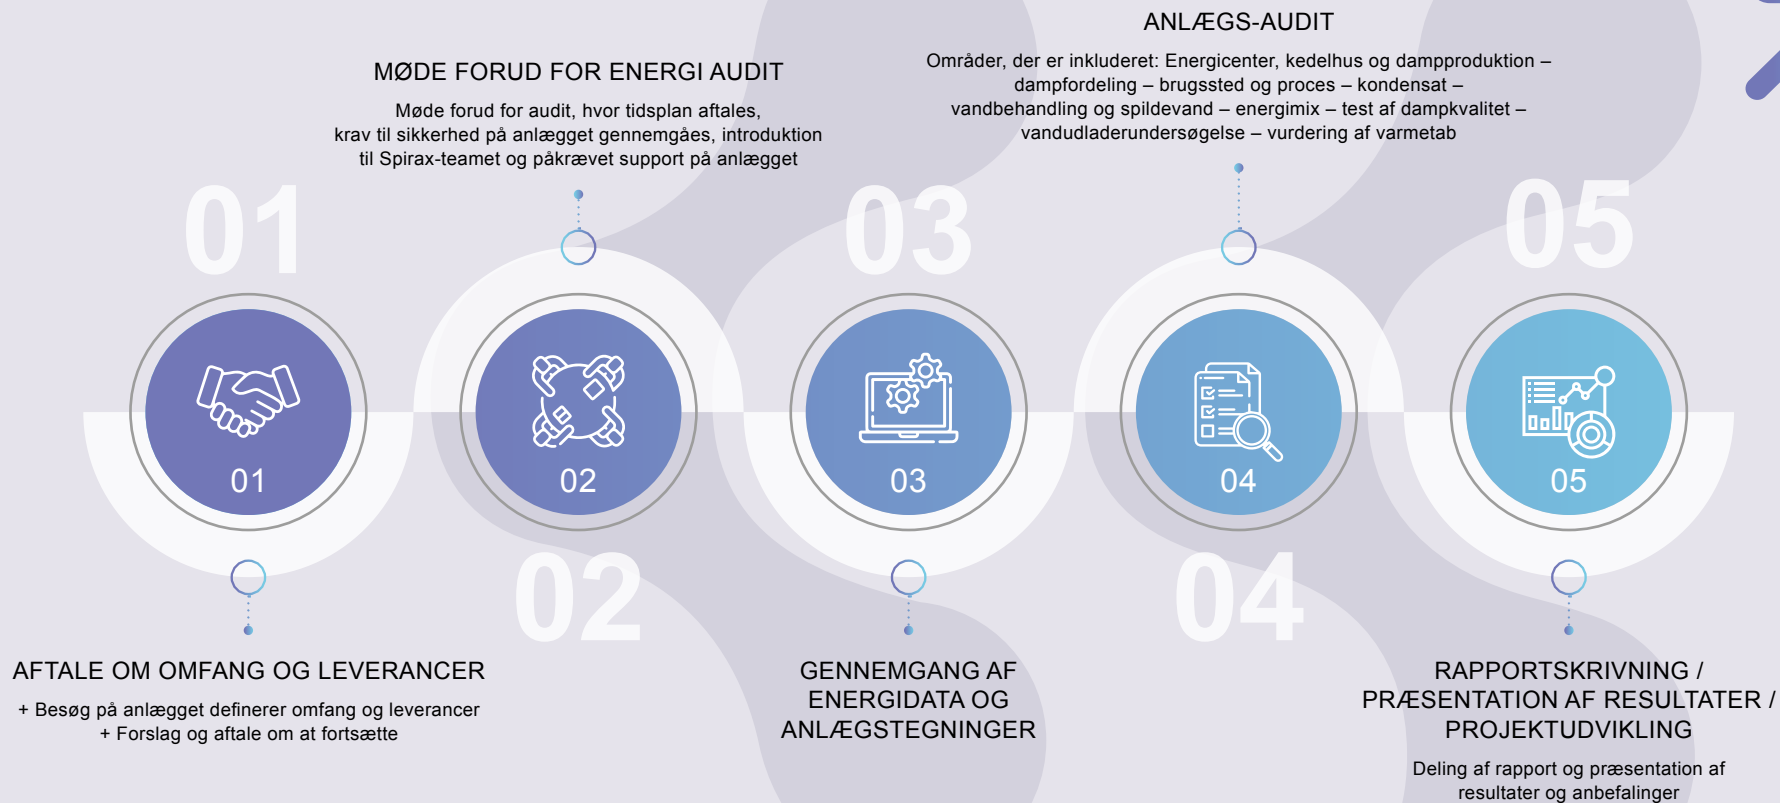 01
01
AFTALE OM OMFANG OG LEVERANCER
+ Besøg på anlægget definerer omfang og leverancer
+ Forslag og aftale om at fortsætte
MØDE FORUD FOR ENERGI AUDIT
Møde forud for audit, hvor tidsplan aftales,
krav til sikkerhed på anlægget gennemgåes, introduktion
til Spirax-teamet og påkrævet support på anlægget
02
02
03
03
GENNEMGANG AF
ENERGIDATA OG
ANLÆGSTEGNINGER
ANLÆGS-AUDIT
Områder, der er inkluderet: Energicenter, kedelhus og dampproduktion –
dampfordeling – brugssted og proces – kondensat –
vandbehandling og spildevand – energimix – test af dampkvalitet –
vandudladerundersøgelse – vurdering af varmetab
04
04
05
05
RAPPORTSKRIVNING /
PRÆSENTATION AF RESULTATER /
PROJEKTUDVIKLING
Deling af rapport og præsentation af
resultater og anbefalinger